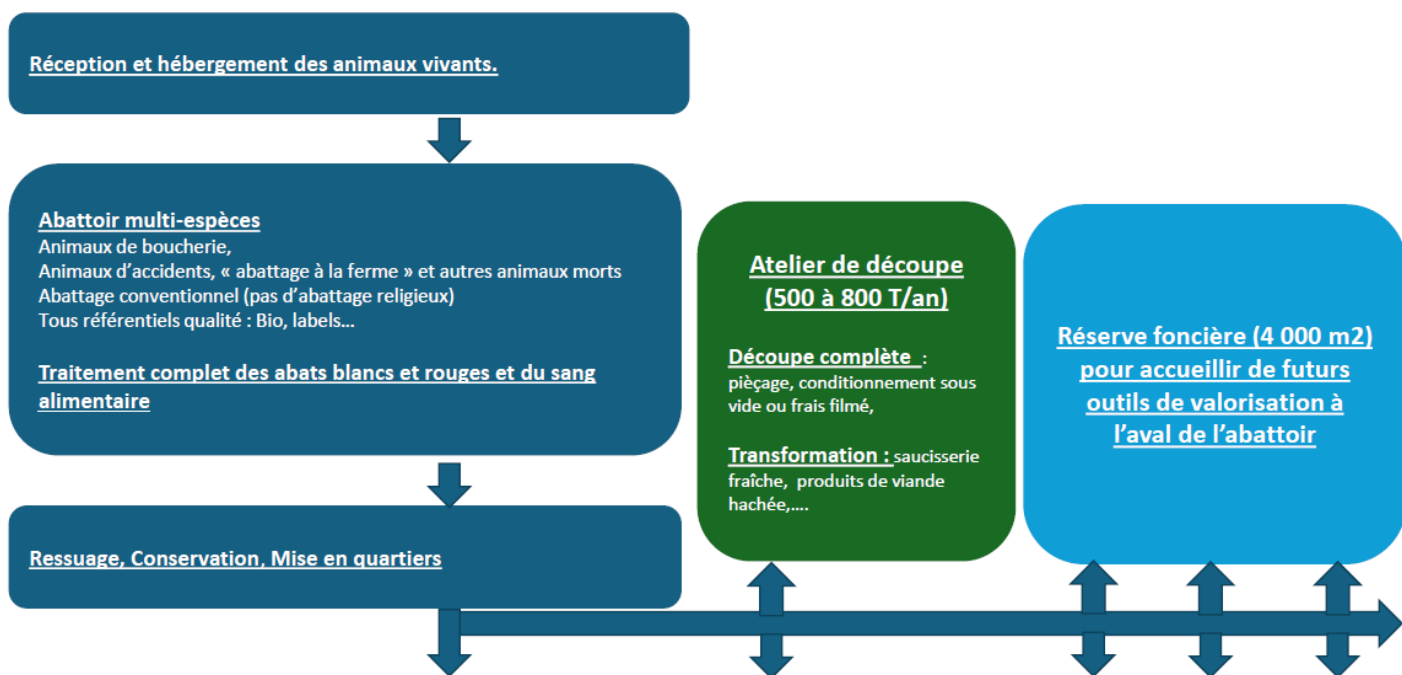 Réception et hébergement des animaux vivants.
Abattoir multi-espèces
Animaux de boucherie,
Animaux d’accidents, « abattage à la ferme » et autres animaux morts
Abattage conventionnel (pas d’abattage religieux)
Tous référentiels qualité : Bio, labels…
Traitement complet des abats blancs et rouges et du sang
alimentaire
Ressuage, Conservation, Mise en quartiers
Atelier de découpe
(500 à 800 T/an)
Découpe complète :
pièçage, conditionnement sous
vide ou frais filmé,
Transformation : saucisserie
fraîche, produits de viande
hachée,….
Réserve foncière (4 000 m2)
pour accueillir de futurs
outils de valorisation à
l’aval de l’abattoir